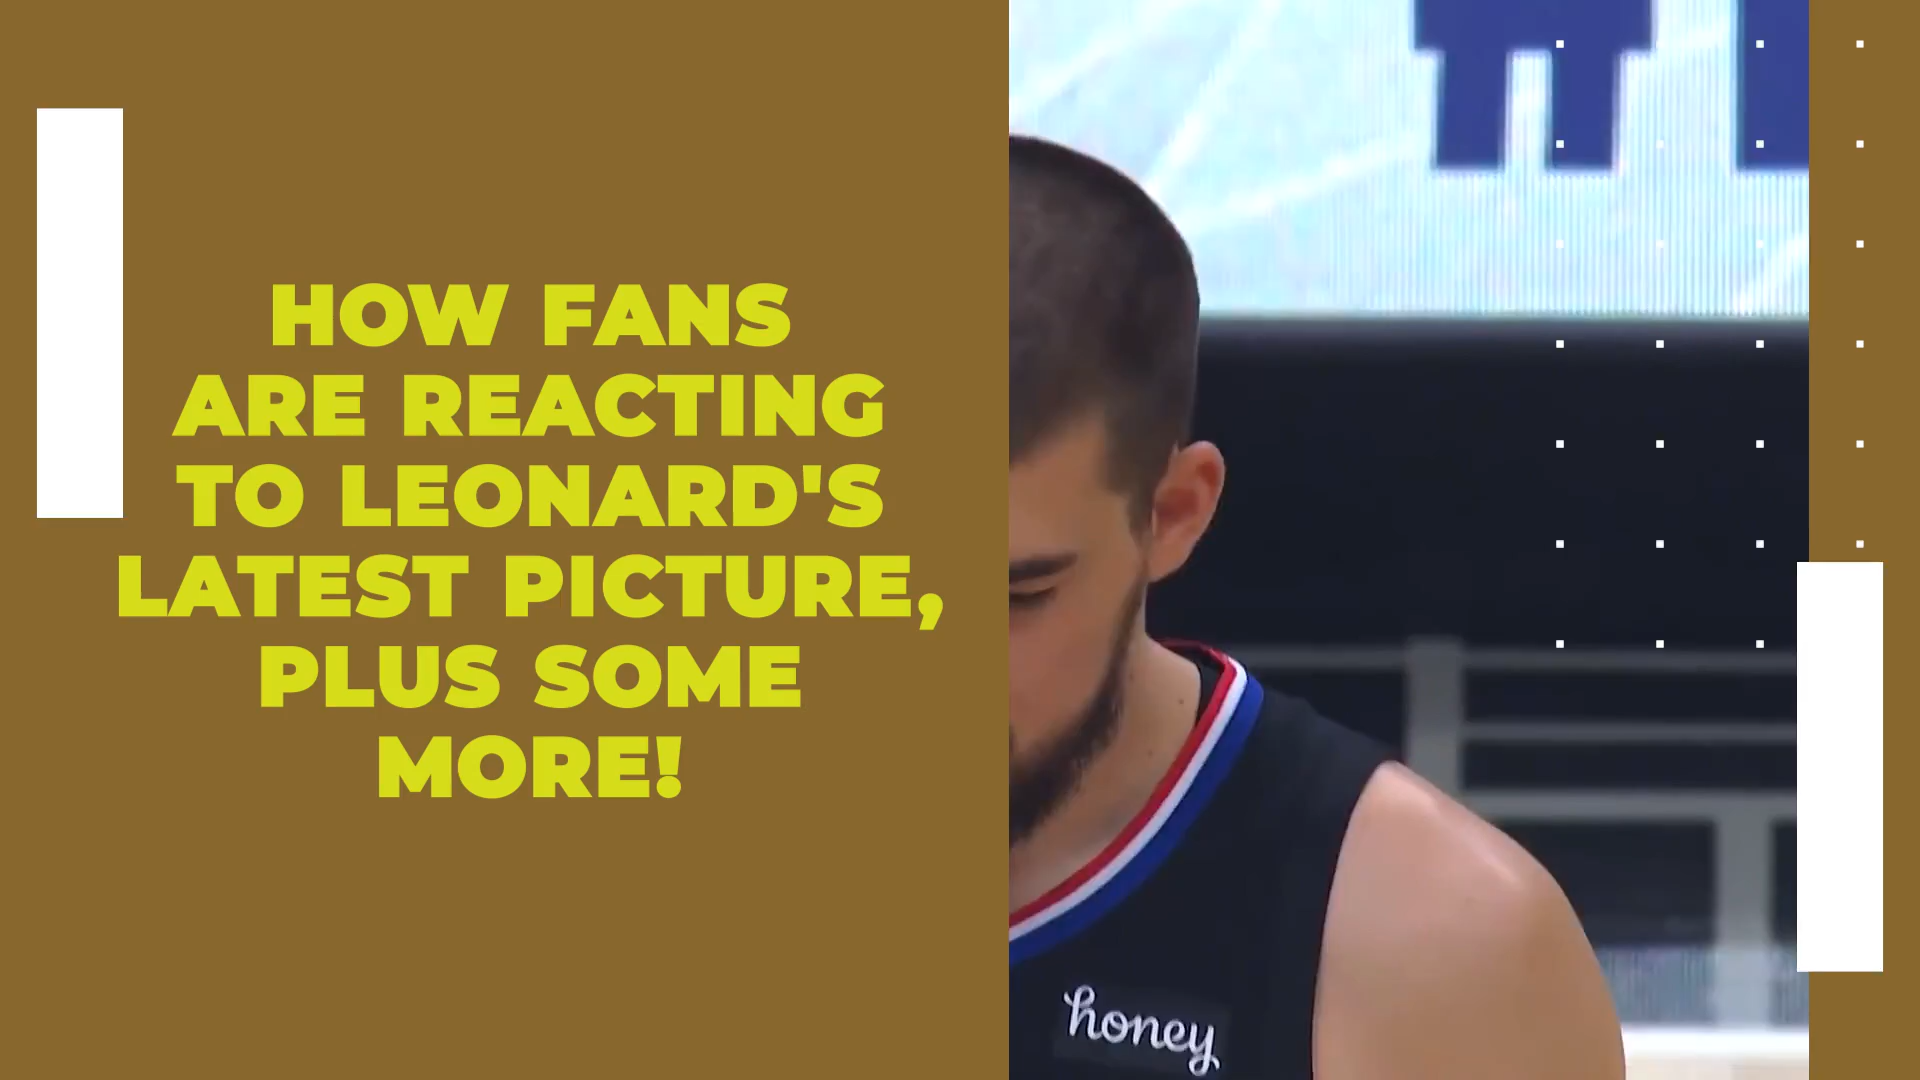 HOW FANS
ARE REACTING
TO LEONARD'S
LATEST PICTURE,
PLUS SOME
MORE!
honey